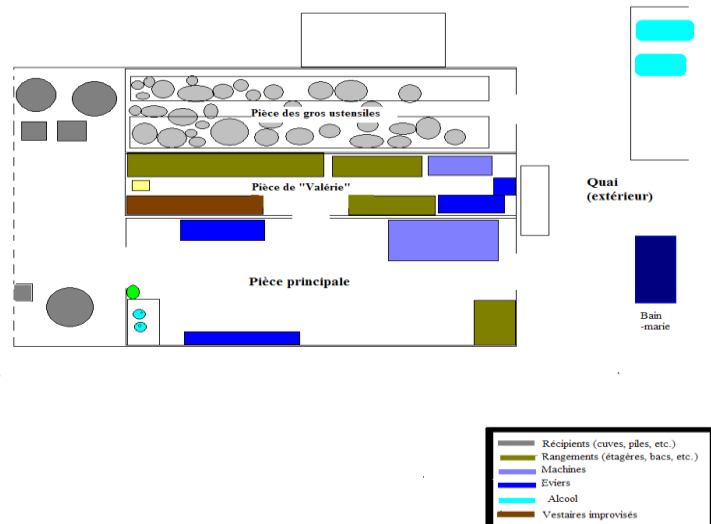 Pièce des gros ustensiles
Pièce de "Valérie"
Quai
(extérieur)
Pièce principale
Bain
-marie
Récipients (cuves, piles, etc.)
Rangements (étagères, bacs, etc.)
Machines
Eviers
Alcool
Vestaires improvisés